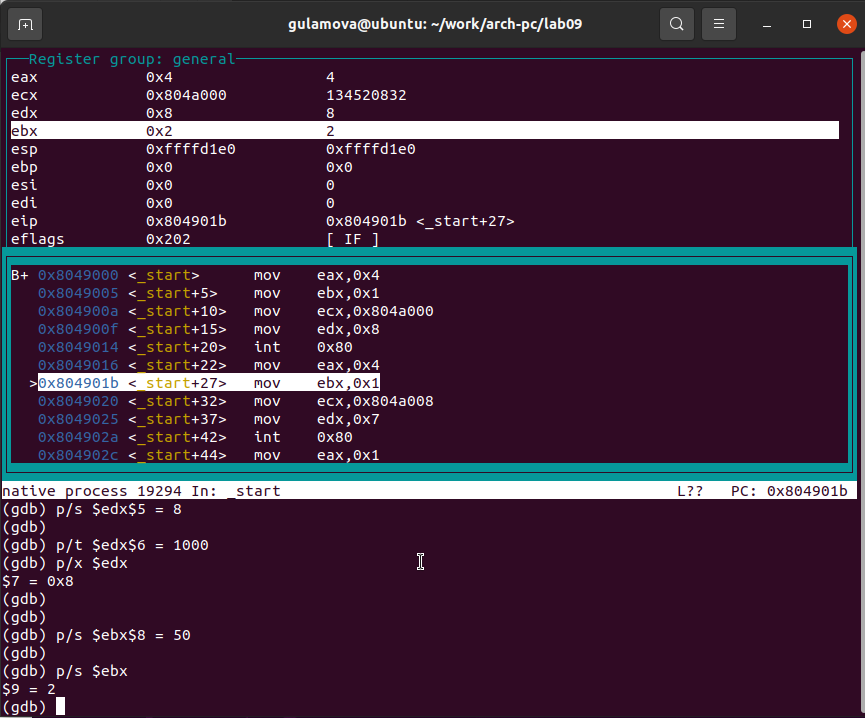 gulamova@ubuntu: ~/work/arch-pc/lab09
Register group: general
eax 0x4 4
ecx 0x804a000 134520832
edx 0x8 8
ebx 0x2 2
esp 0xffffd1e0 0xffffd1e0
ebp 0x0 0x0
esi 0x0 0
edi 0x0 0
eip 0x804901b 0x804901b <_start+27>
eflags 0x202 [ IF ]
B+ 0x8049000 <_start> mov eax,0x4
0x8049005 <_start+5> mov ebx,0x1
0x804900a <_start+10> mov ecx,0x804a000
0x804900f <_start+15> mov edx,0x8
0x8049014 <_start+20> int 0x80
0x8049016 <_start+22> mov eax,0x4
>0x804901b <_start+27> mov ebx,0x1
0x8049020 <_start+32> mov ecx,0x804a008
0x8049025 <_start+37> mov edx,0x7
0x804902a <_start+42> int 0x80
0x804902c <_start+44> mov eax,0x1
native process 19294 In: _start L?? PC: 0x804901b
(gdb) p/s $edx$5 = 8
(gdb)
(gdb) p/t $edx$6 = 1000
(gdb) p/x $edx
$7 = 0x8
(gdb)
(gdb)
(gdb) p/s $ebx$8 = 50
(gdb)
(gdb) p/s $ebx
$9 = 2
(gdb)